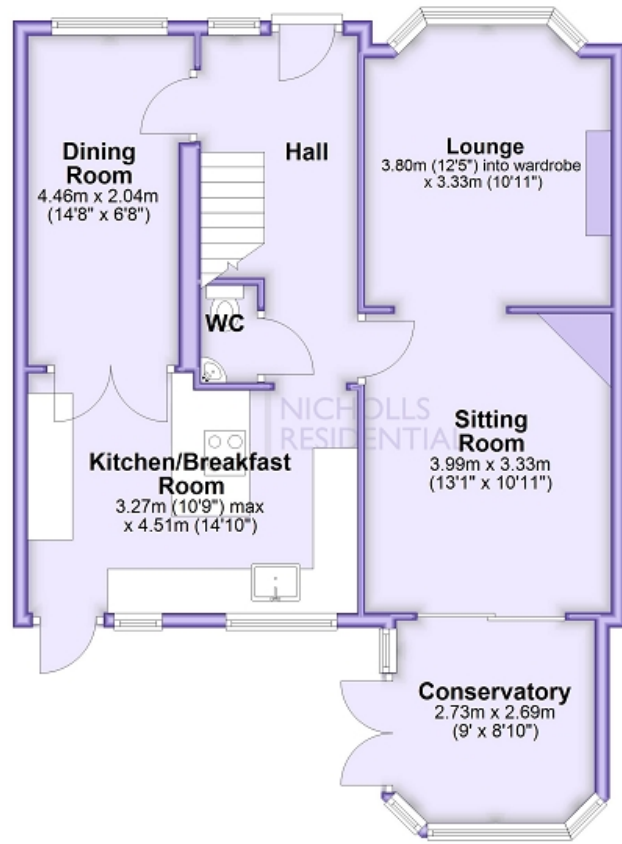 Dining
Room
4.46m x 2.04m
(14'8" x 6'8")
Hall
Lounge
3.80m (12'5") into wardrobe
x 3.33m (10'11")
WC
NICHOLLS
RESIDENTIAL
Kitchen/Breakfast
Room
3.27m (10'9") max
x 4.51m (14'10")
Sitting
Room
3.99m x 3.33m
(13'1" x 10'11")
Conservatory
2.73m x 2.69m
(9' x 8'10")